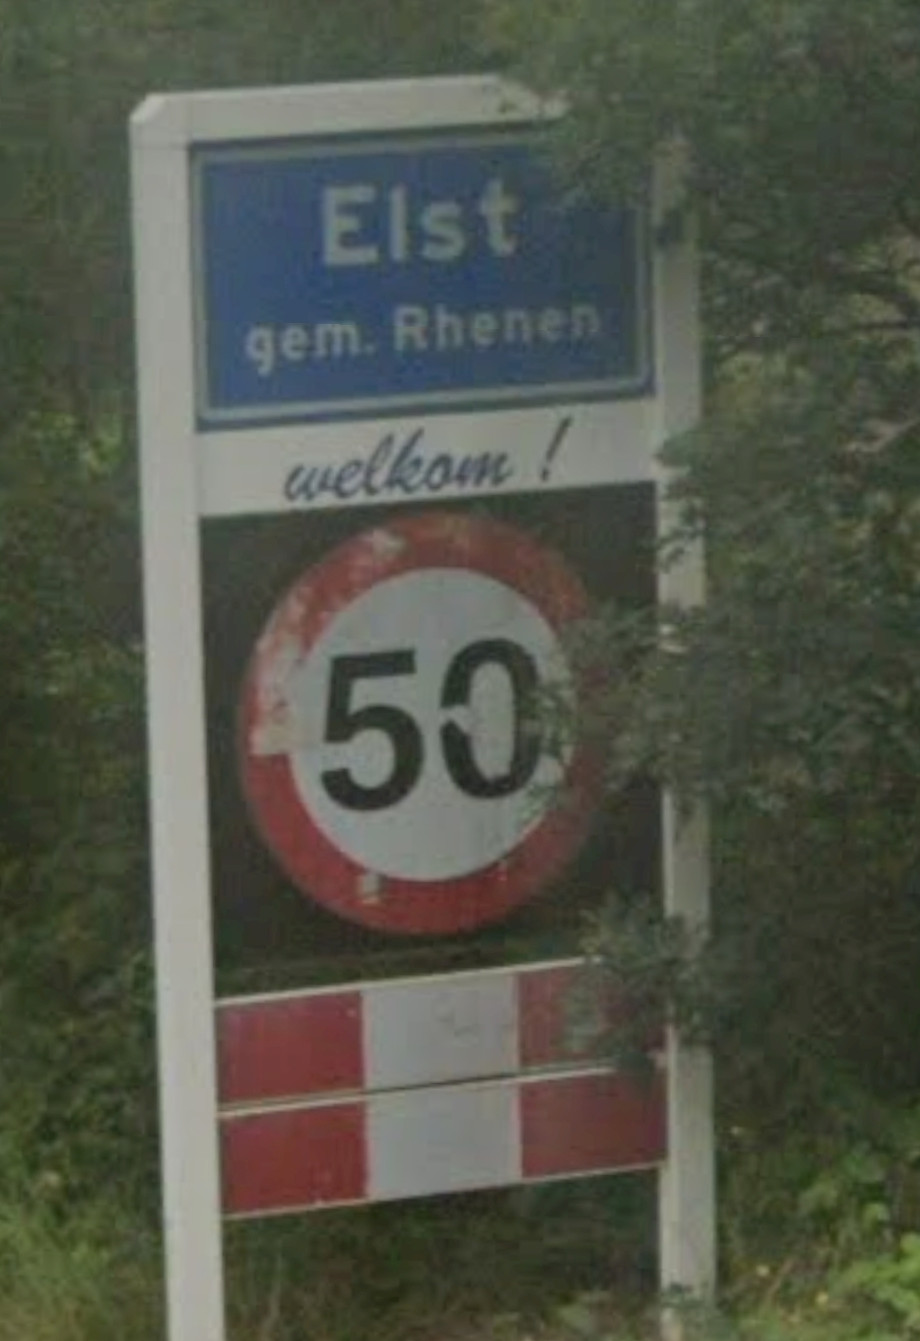 Elst
gem. Rhenen
welkom !
50